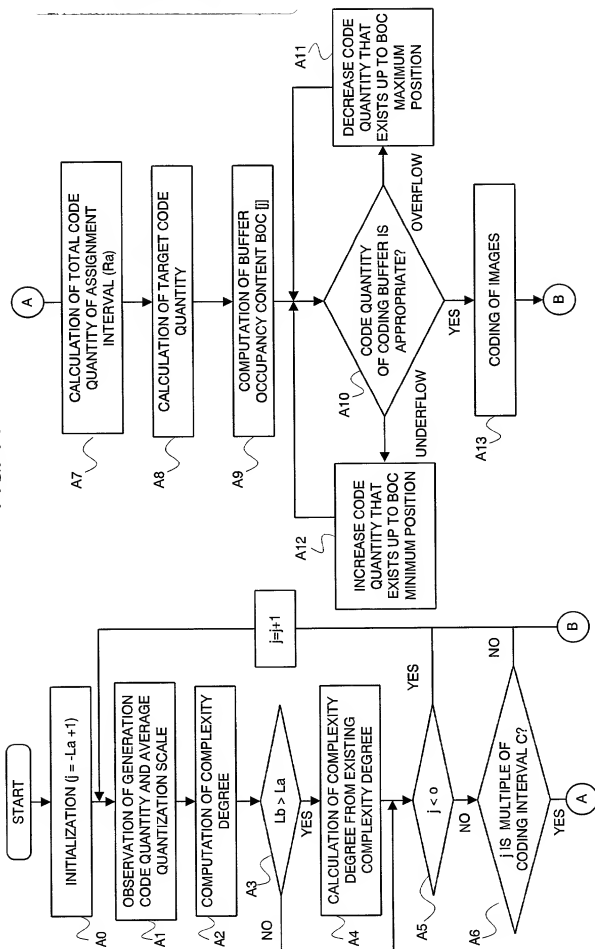 START
INITIALIZATION (j = -La +1)
A0
OBSERVATION OF GENERATION
CODE QUANTITY AND AVERAGE
QUANTIZATION SCALE
A1
COMPUTATION OF COMPLEXITY
DEGREE
A2
Lb > La
A3
NO
YES
CALCULATION OF COMPLEXITY
DEGREE FROM EXISTING
COMPLEXITY DEGREE
A4
j < o
A5
YES
NO
j IS MULTIPLE OF
CODING INTERVAL C?
A6
NO
YES
A
B
j=j+1
A
CALCULATION OF TOTAL CODE
QUANTITY OF ASSIGNMENT
INTERVAL (Ra)
A7
CALCULATION OF TARGET CODE
QUANTITY
A8
COMPUTATION OF BUFFER
OCCUPANCY CONTENT BOC [j]
A9
CODE QUANTITY
OF CODING BUFFER IS
APPROPRIATE?
A10
UNDERFLOW
OVERFLOW
YES
DECREASE CODE
QUANTITY THAT
EXISTS UP TO BOC
MAXIMUM
POSITION
A11
INCREASE CODE
QUANTITY THAT
EXISTS UP TO BOC
MINIMUM POSITION
A12
CODING OF IMAGES
A13
B